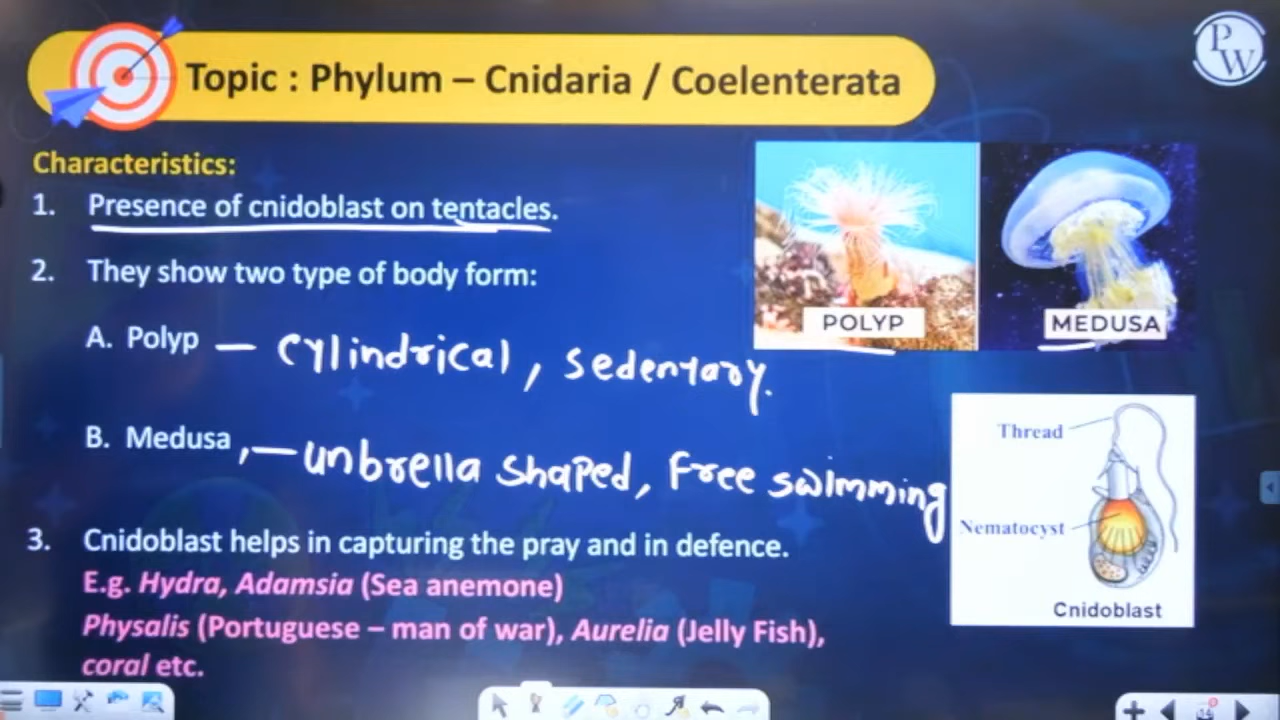 PW
Topic : Phylum – Cnidaria / Coelenterata
Characteristics:
1. Presence of cnidoblast on tentacles.
2. They show two type of body form:
A. Polyp — cylindrical, sedentary.
POLYP
MEDUSA
B. Medusa, — unbrella shaped, free swimming
Thread
Nematocyst
Cnidoblast
3. Cnidoblast helps in capturing the pray and in defence.
E.g. Hydra, Adamsia (Sea anemone)
Physalis (Portuguese – man of war), Aurelia (Jelly Fish),
coral etc.